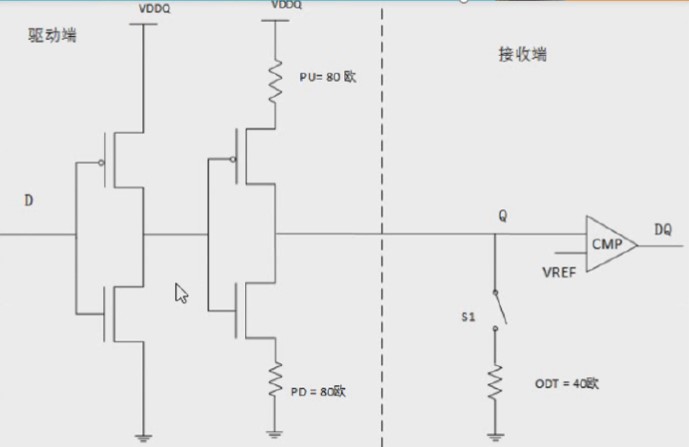 VDDQ
VDDQ
驱动端
接收端
PU= 80 欧
D
Q
DQ
CMP
VREF
S1
PD = 80欧
ODT = 40欧